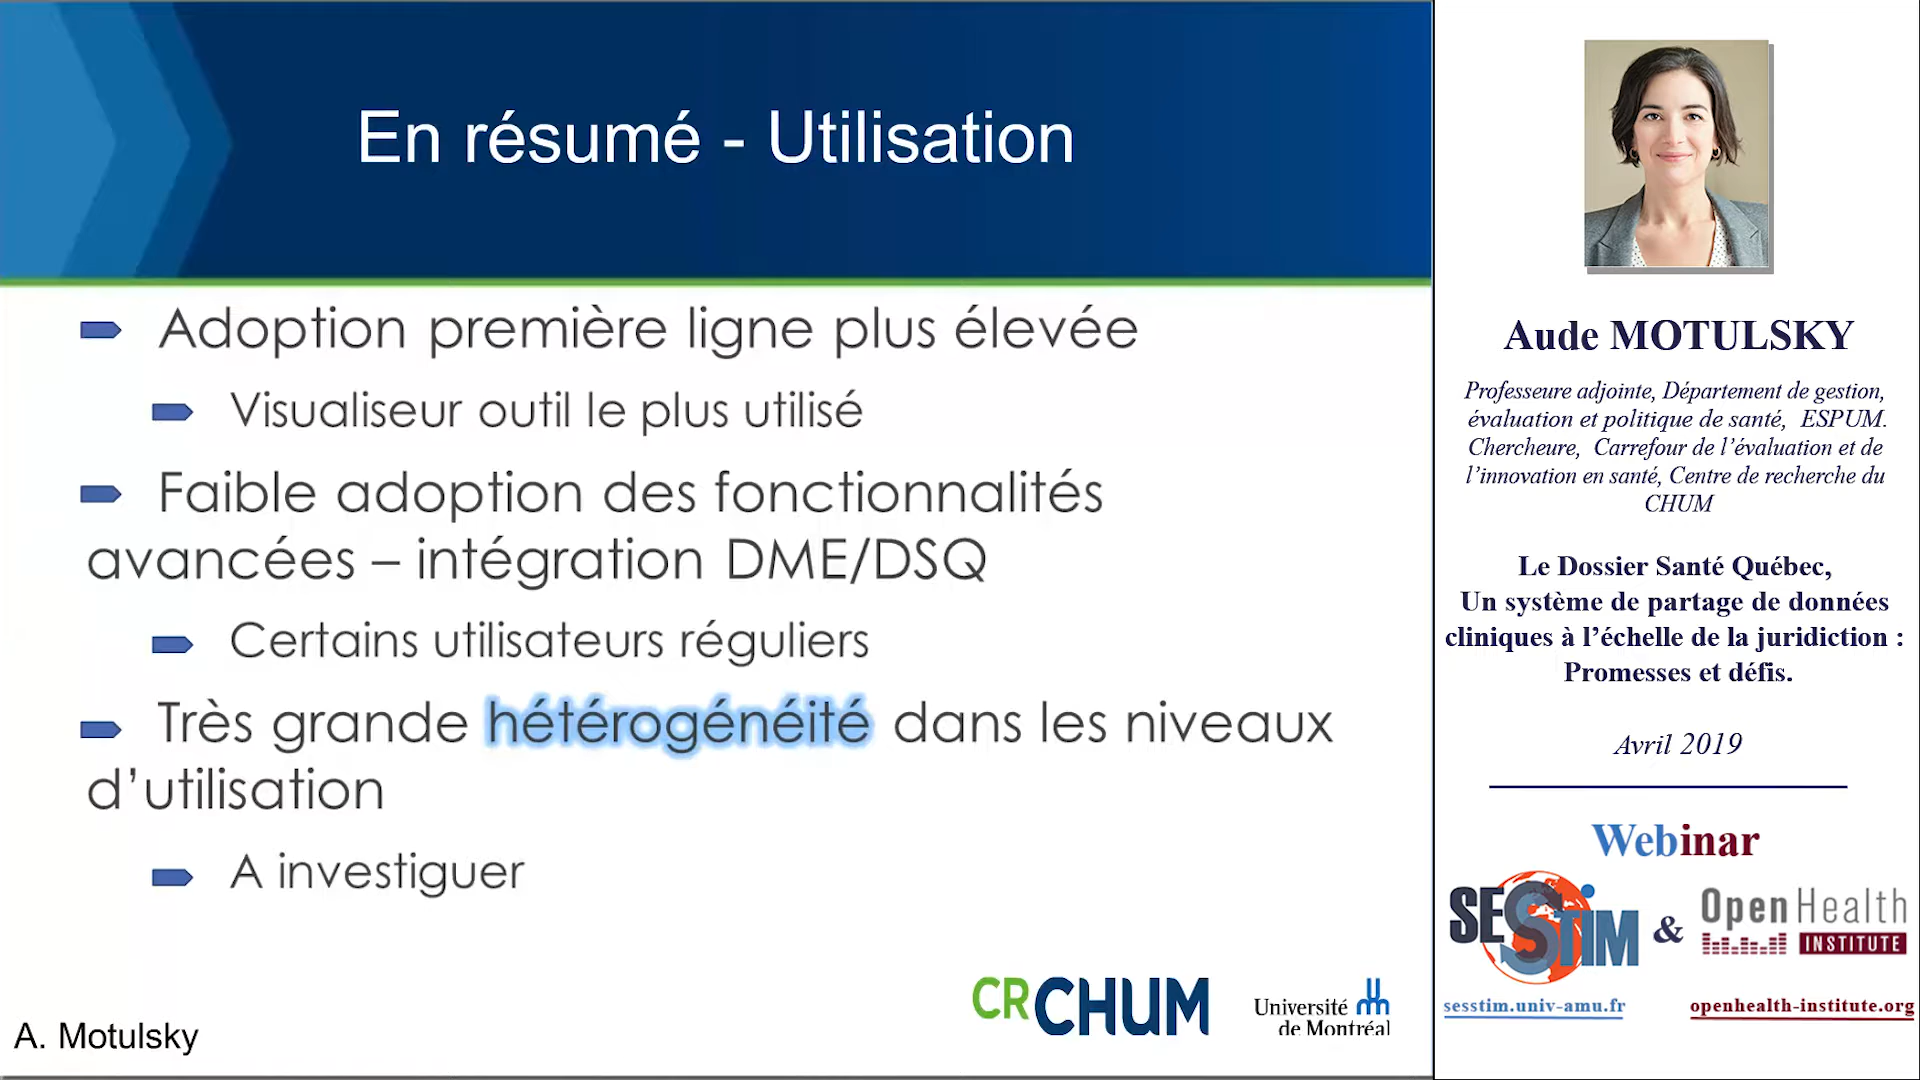 En résumé - Utilisation
Adoption première ligne plus élevée
Visualiseur outil le plus utilisé
Faible adoption des fonctionnalités
avancées – intégration DME/DSQ
Certains utilisateurs réguliers
Très grande hétérogénéité dans les niveaux
d’utilisation
A investiguer
CRCHUM
Université
de Montréal
A. Motulsky
Aude MOTULSKY
Professeure adjointe, Département de gestion,
évaluation et politique de santé, ESPUM.
Chercheure, Carrefour de l’évaluation et de
l’innovation en santé, Centre de recherche du
CHUM
Le Dossier Santé Québec,
Un système de partage de données
cliniques à l’échelle de la juridiction :
Promesses et défis.
Avril 2019
Webinar
SESSTIM & Open Health
INSTITUTE
sesstim.univ-amu.fr openhealth-institute.org